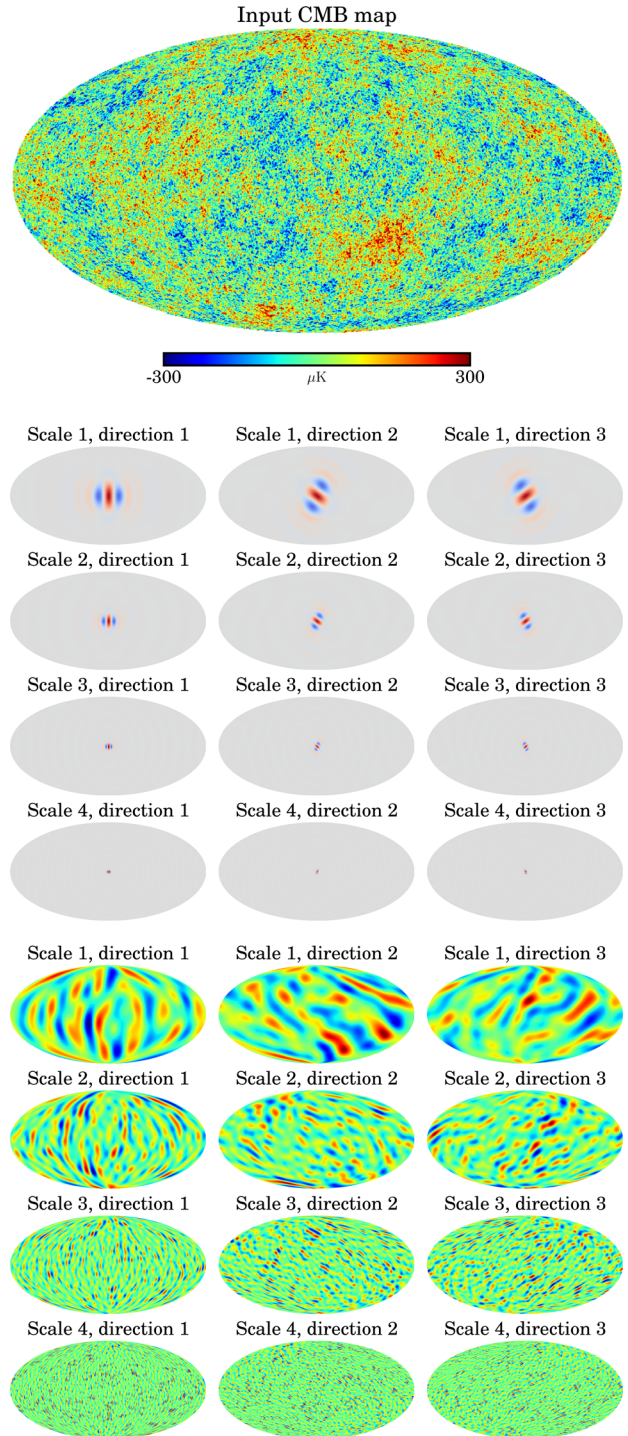 Input CMB map
-300 μK 300
Scale 1, direction 1 Scale 1, direction 2 Scale 1, direction 3
Scale 2, direction 1 Scale 2, direction 2 Scale 2, direction 3
Scale 3, direction 1 Scale 3, direction 2 Scale 3, direction 3
Scale 4, direction 1 Scale 4, direction 2 Scale 4, direction 3
Scale 1, direction 1 Scale 1, direction 2 Scale 1, direction 3
Scale 2, direction 1 Scale 2, direction 2 Scale 2, direction 3
Scale 3, direction 1 Scale 3, direction 2 Scale 3, direction 3
Scale 4, direction 1 Scale 4, direction 2 Scale 4, direction 3